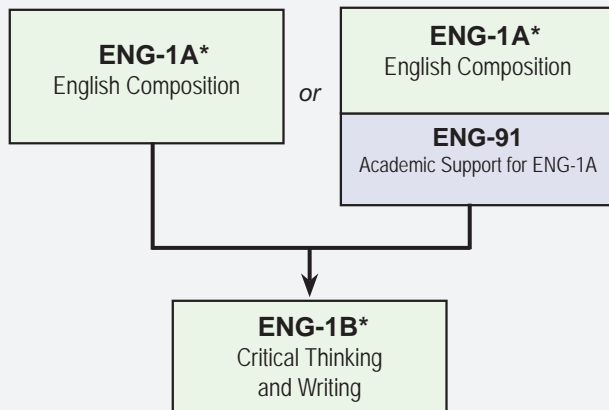 ENG-1A*
English Composition
or
ENG-1A*
English Composition
ENG-91
Academic Support for ENG-1A
ENG-1B*
Critical Thinking
and Writing